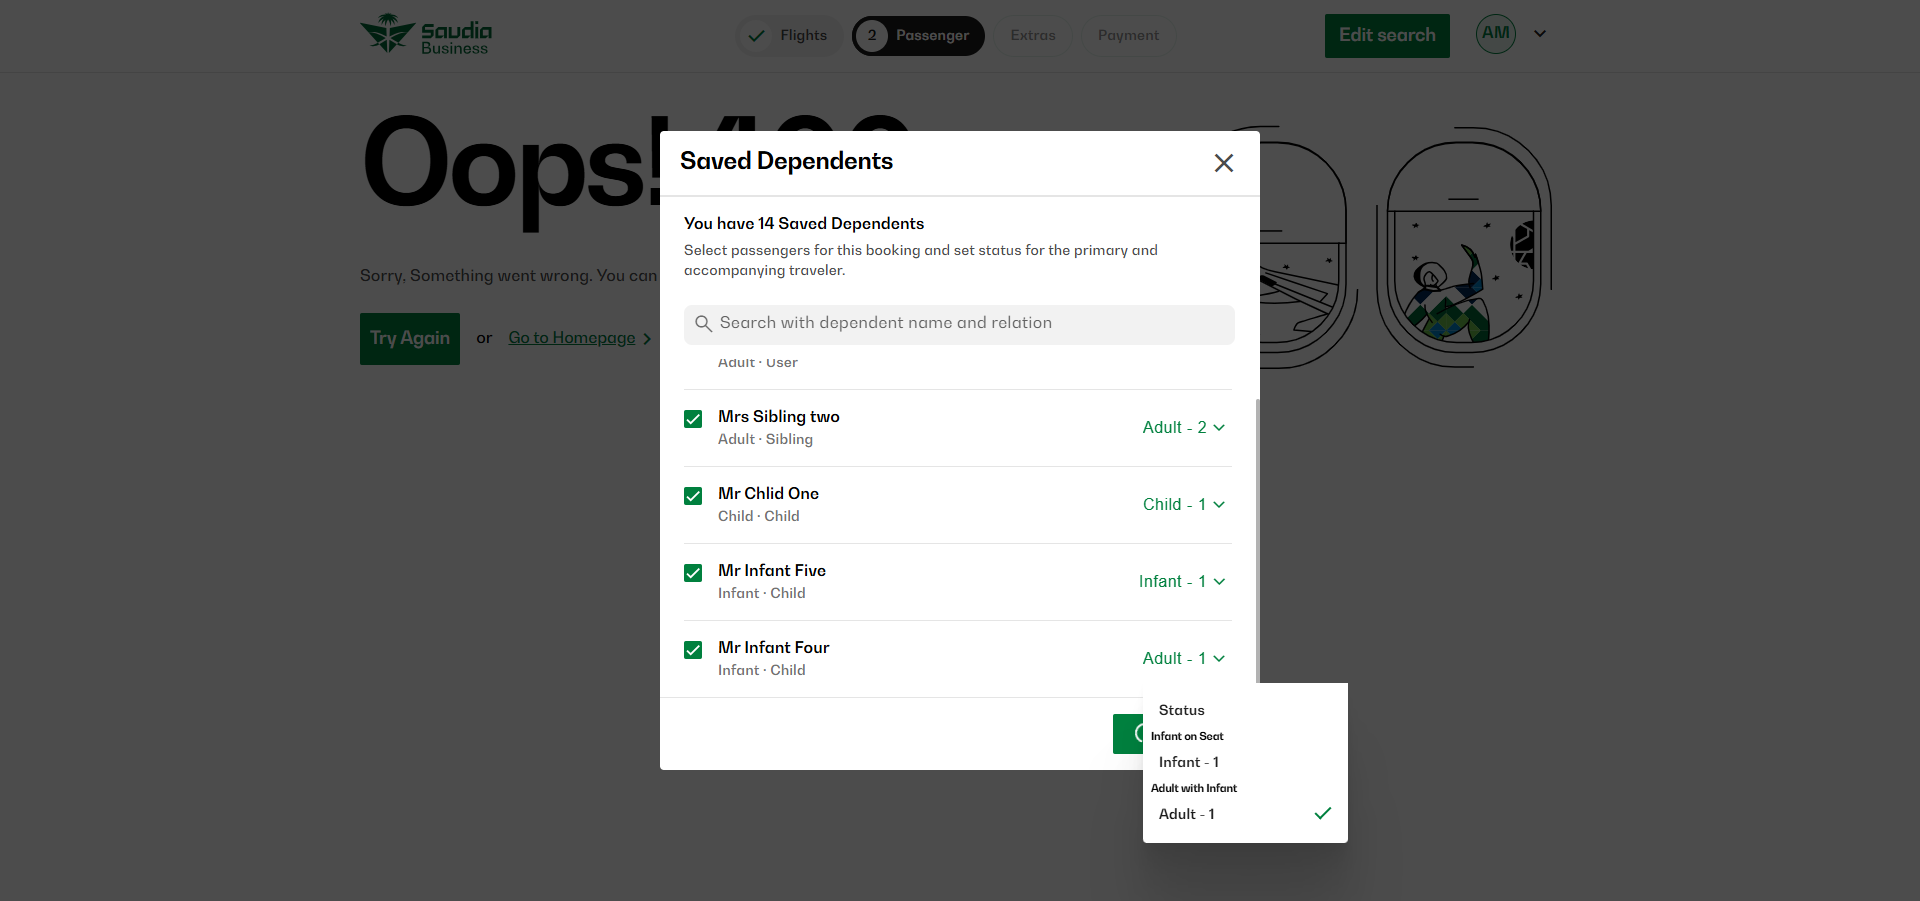 Saudia
Business
Flights
2 Passenger
Extras
Payment
Edit search
AM
Oops!
Sorry, Something went wrong. You can
Try Again or Go to Homepage
Saved Dependents
You have 14 Saved Dependents
Select passengers for this booking and set status for the primary and
accompanying traveler.
Search with dependent name and relation
Adult · User
Mrs Sibling two
Adult · Sibling
Adult - 2
Mr Chlid One
Child · Child
Child - 1
Mr Infant Five
Infant · Child
Infant - 1
Mr Infant Four
Infant · Child
Adult - 1
Status
Infant on Seat
Infant - 1
Adult with Infant
Adult - 1